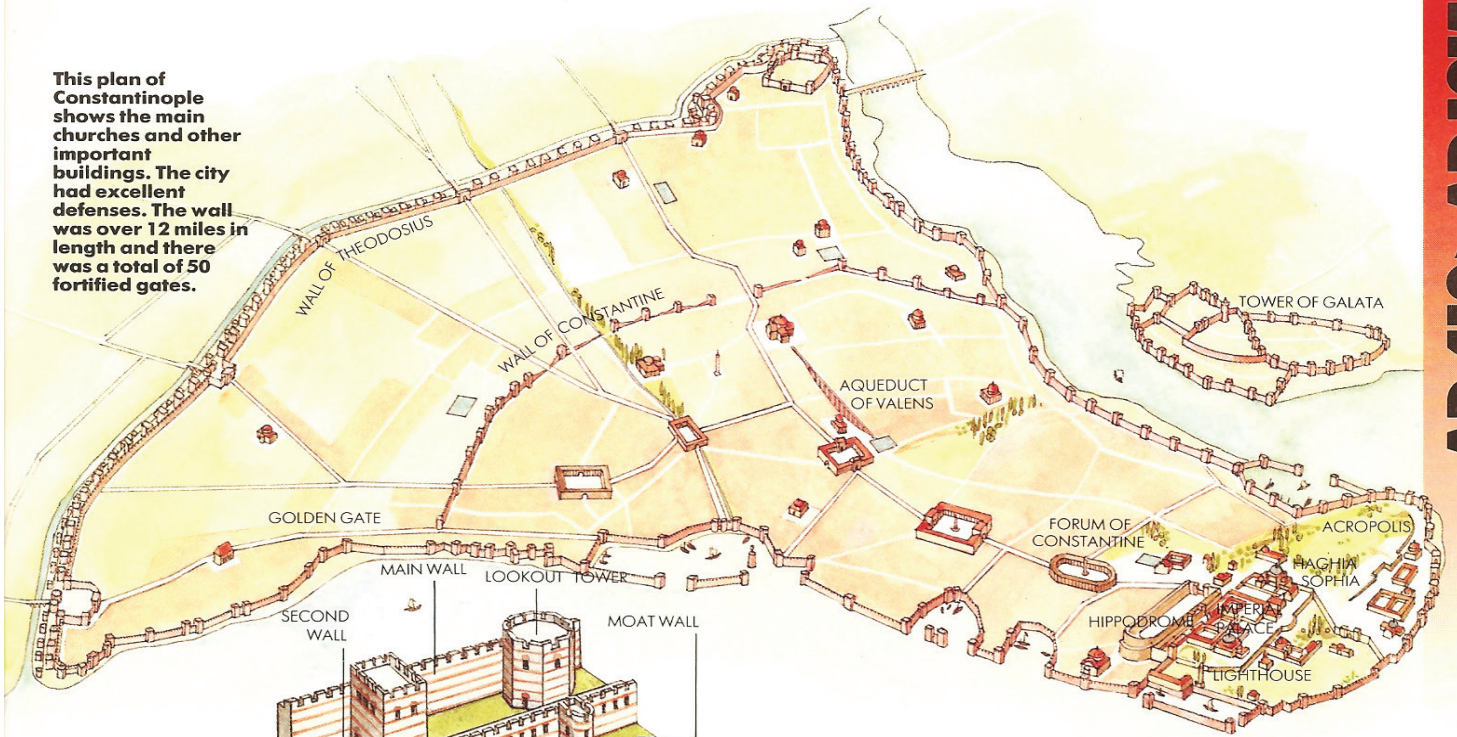 This plan of
Constantinople
shows the main
churches and other
important
buildings. The city
had excellent
defenses. The wall
was over 12 miles in
length and there
was a total of 50
fortified gates.
WALL OF THEODOSIUS
WALL OF CONSTANTINE
TOWER OF GALATA
AQUEDUCT
OF VALENS
GOLDEN GATE
FORUM OF
CONSTANTINE
ACROPOLIS
HAGHIA
SOPHIA
HIPPODROME
IMPERIAL
PALACE
LIGHTHOUSE
MAIN WALL
LOOKOUT TOWER
SECOND
WALL
MOAT WALL